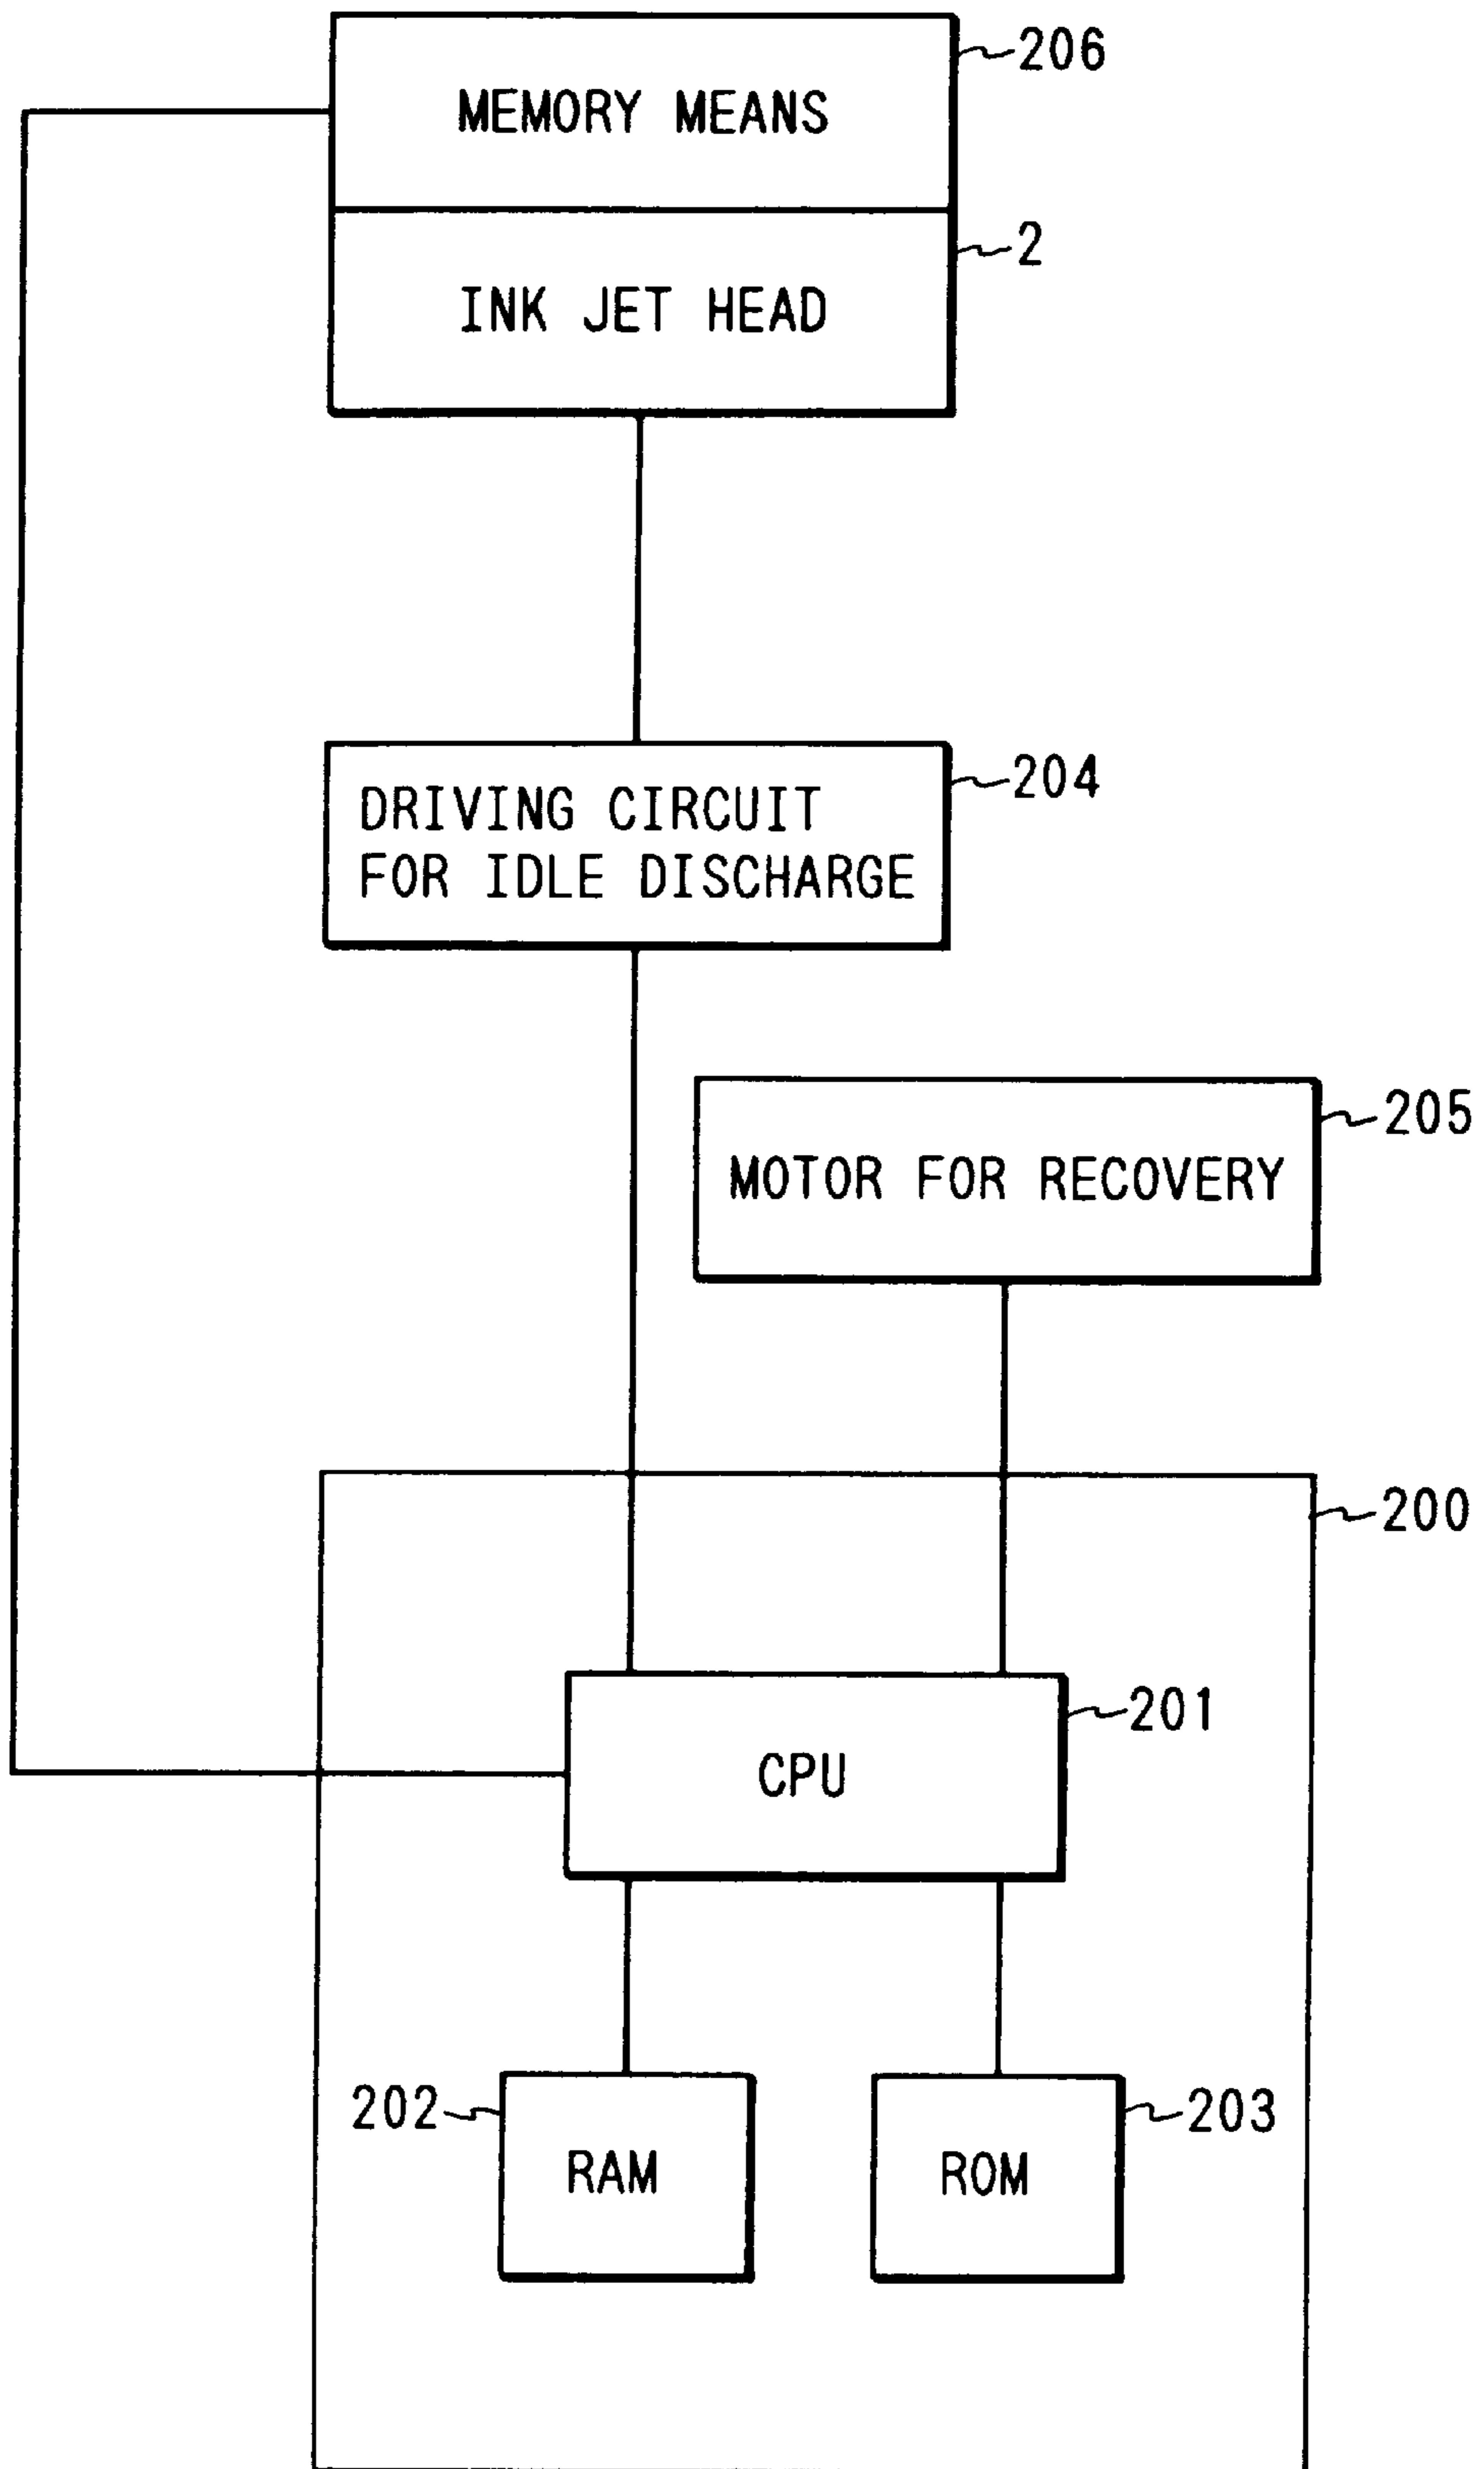 206
MEMORY MEANS
2
INK JET HEAD
204
DRIVING CIRCUIT
FOR IDLE DISCHARGE
205
MOTOR FOR RECOVERY
200
201
CPU
202
203
RAM
ROM